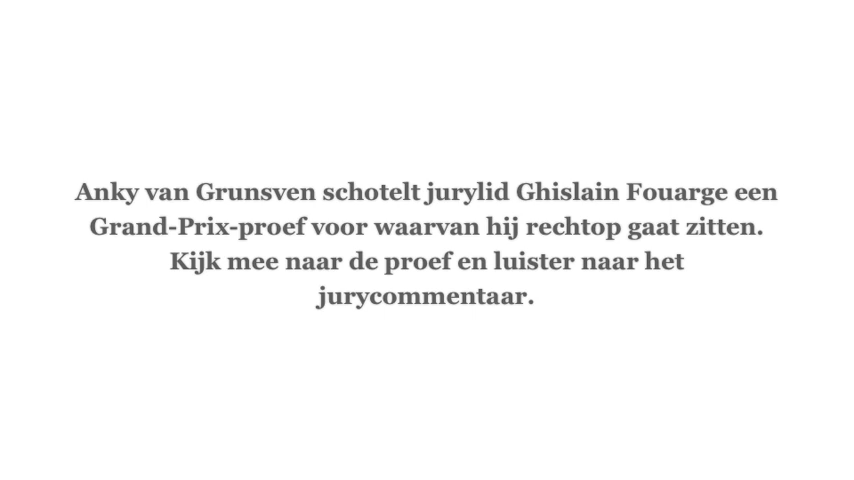 Anky van Grunsven schotelt jurylid Ghislain Fouarge een
Grand-Prix-proef voor waarvan hij rechtop gaat zitten.
Kijk mee naar de proef en luister naar het
jurycommentaar.